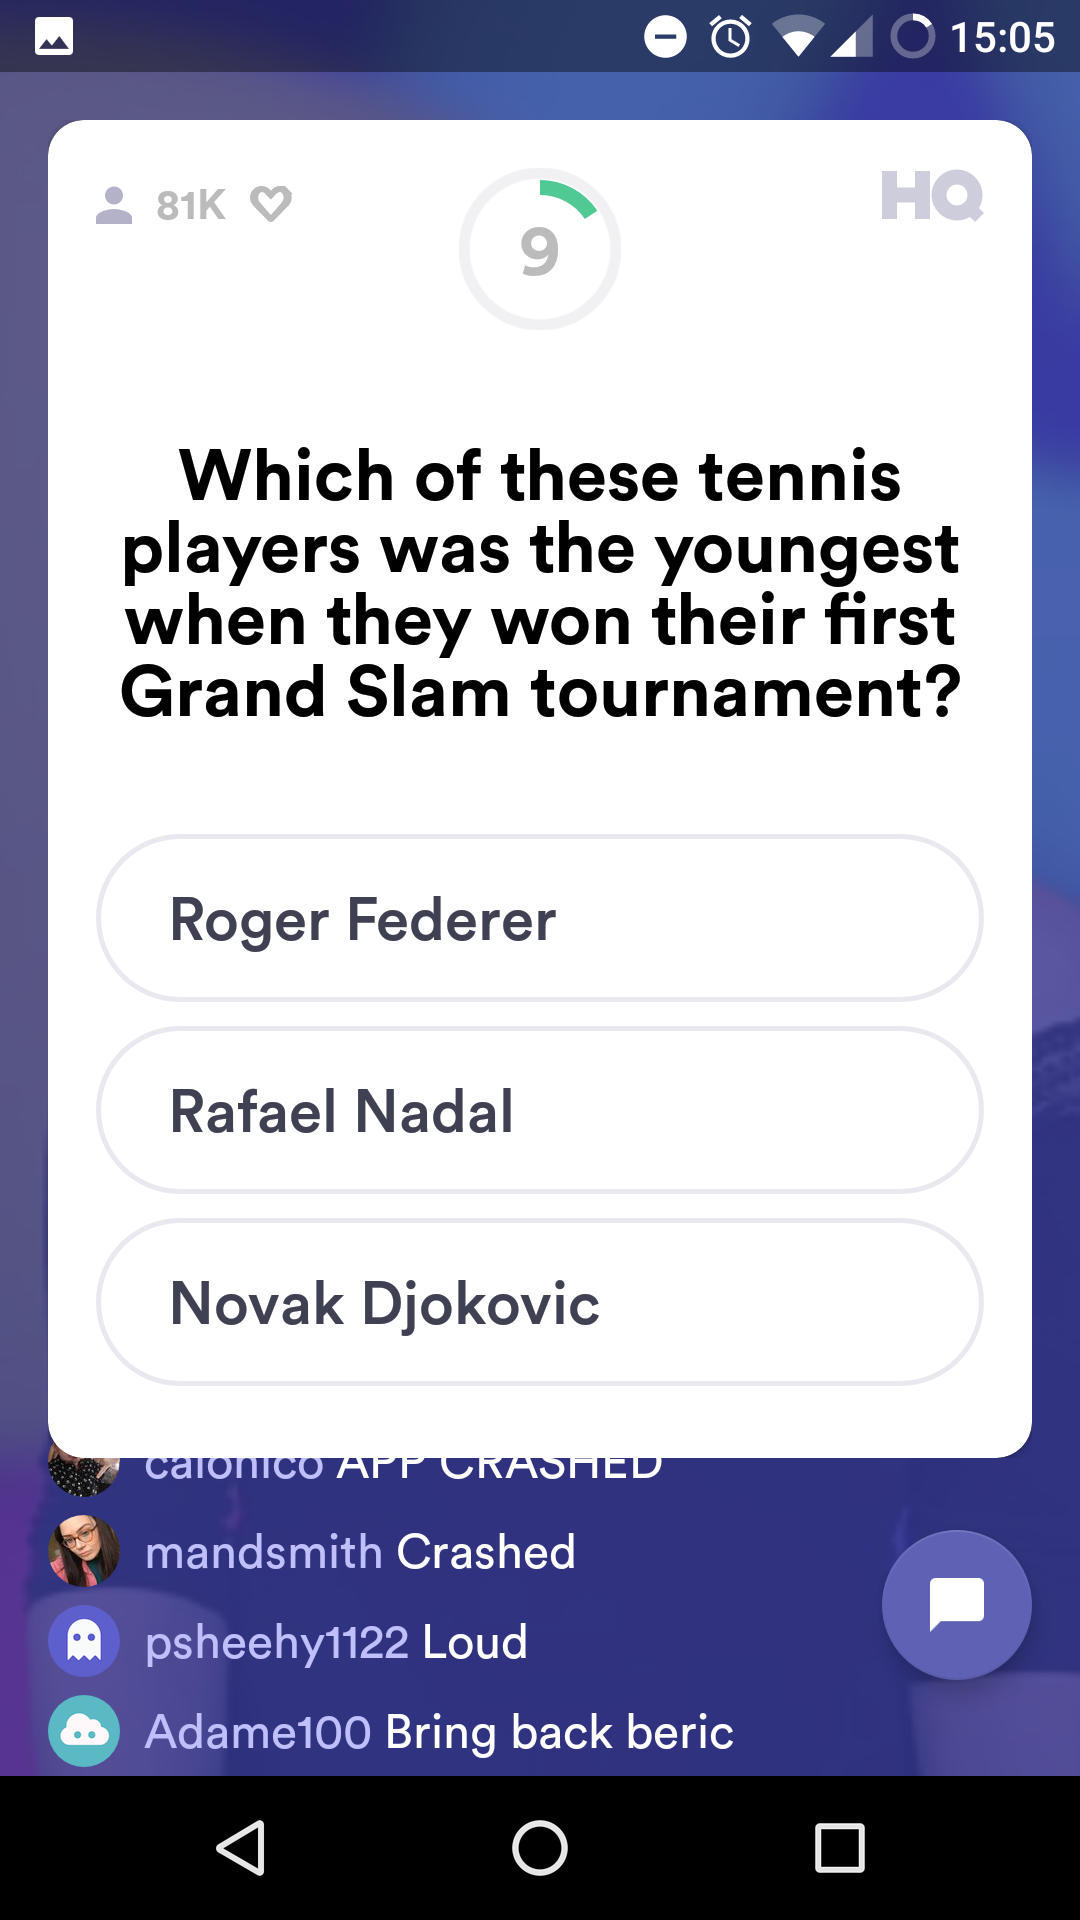 15:05
81K
9
HQ
Which of these tennis
players was the youngest
when they won their first
Grand Slam tournament?
Roger Federer
Rafael Nadal
Novak Djokovic
APP CRASHED
mandsmith Crashed
psheehy1122 Loud
Adame100 Bring back beric